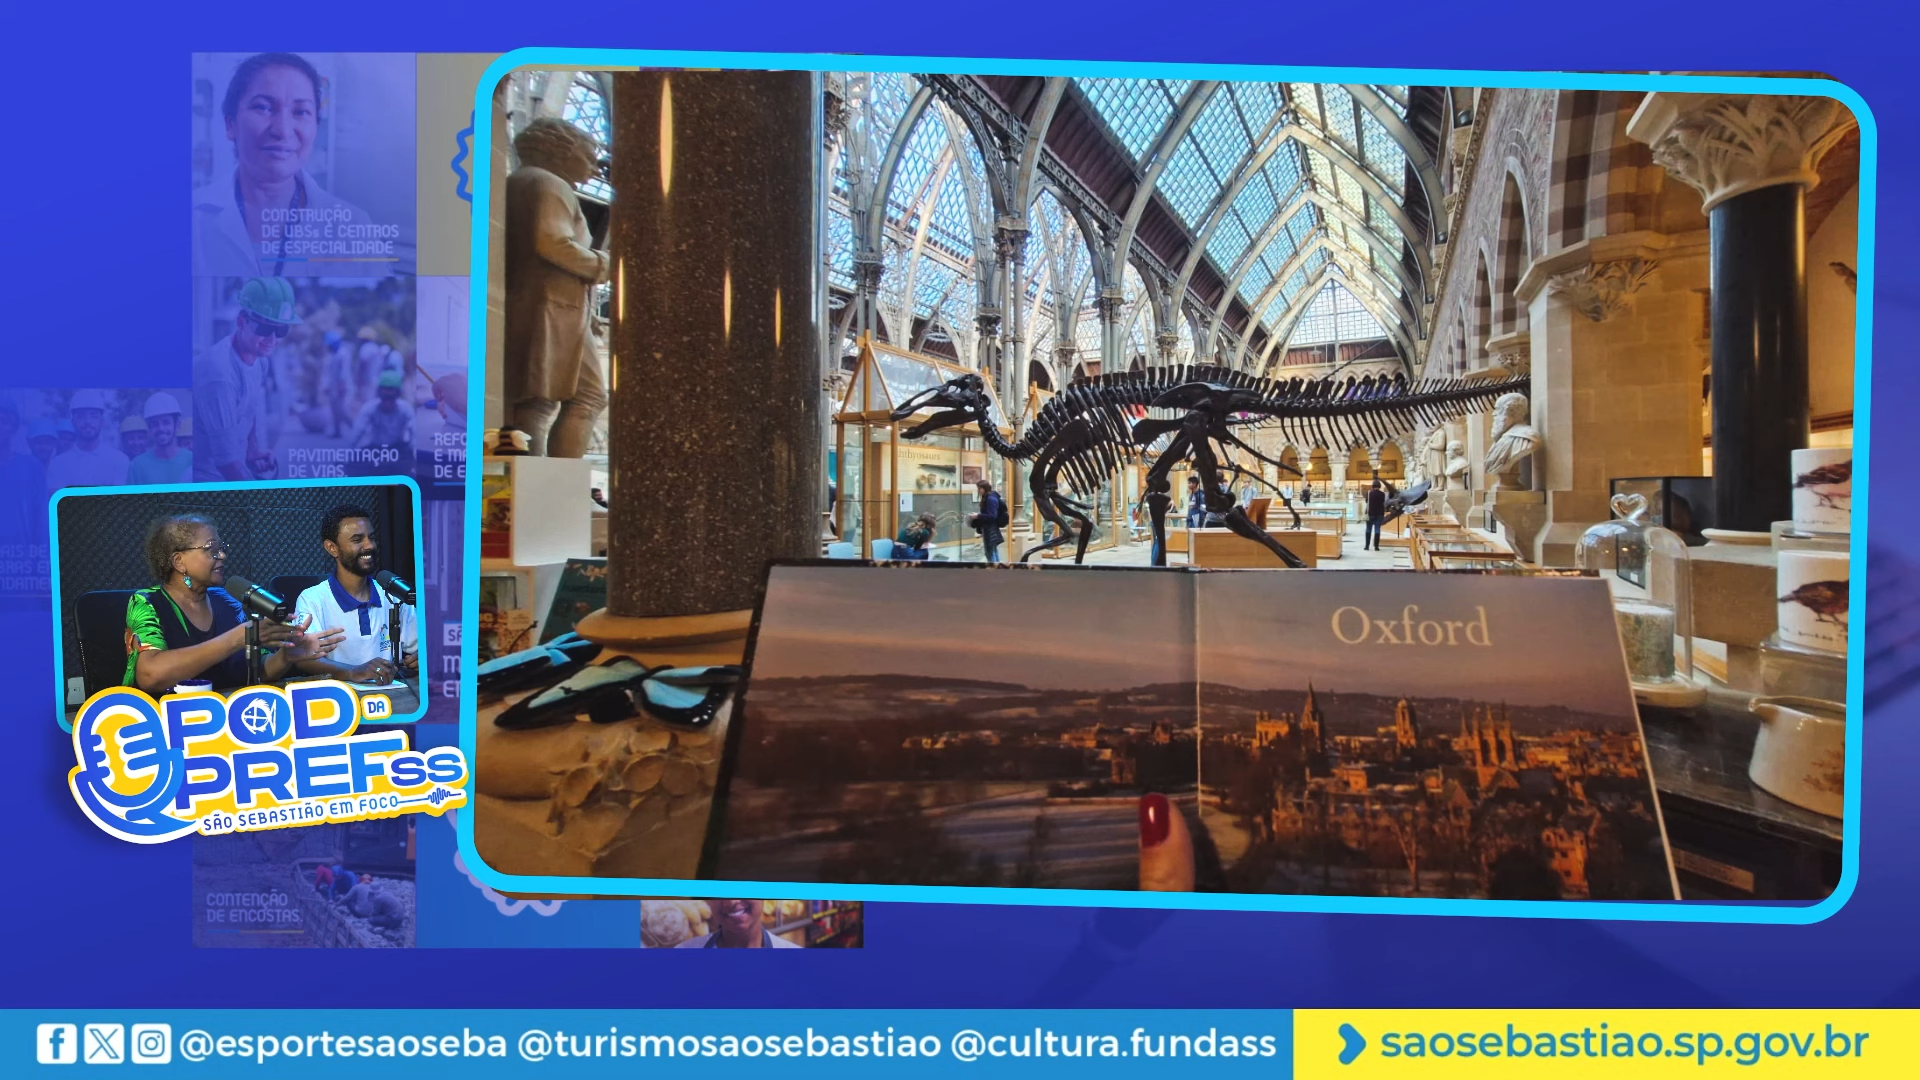 CONSTRUÇÃO
DE UBSs E CENTROS
DE ESPECIALIDADE
PAVIMENTAÇÃO
DE VIAS,
Oxford
POD DA
PREFSS
SÃO SEBASTIÃO EM FOCO
CONTENÇÃO
DE ENCOSTAS,
@esportesaoseba @turismosaosebastiao @cultura.fundass
saosebastiao.sp.gov.br